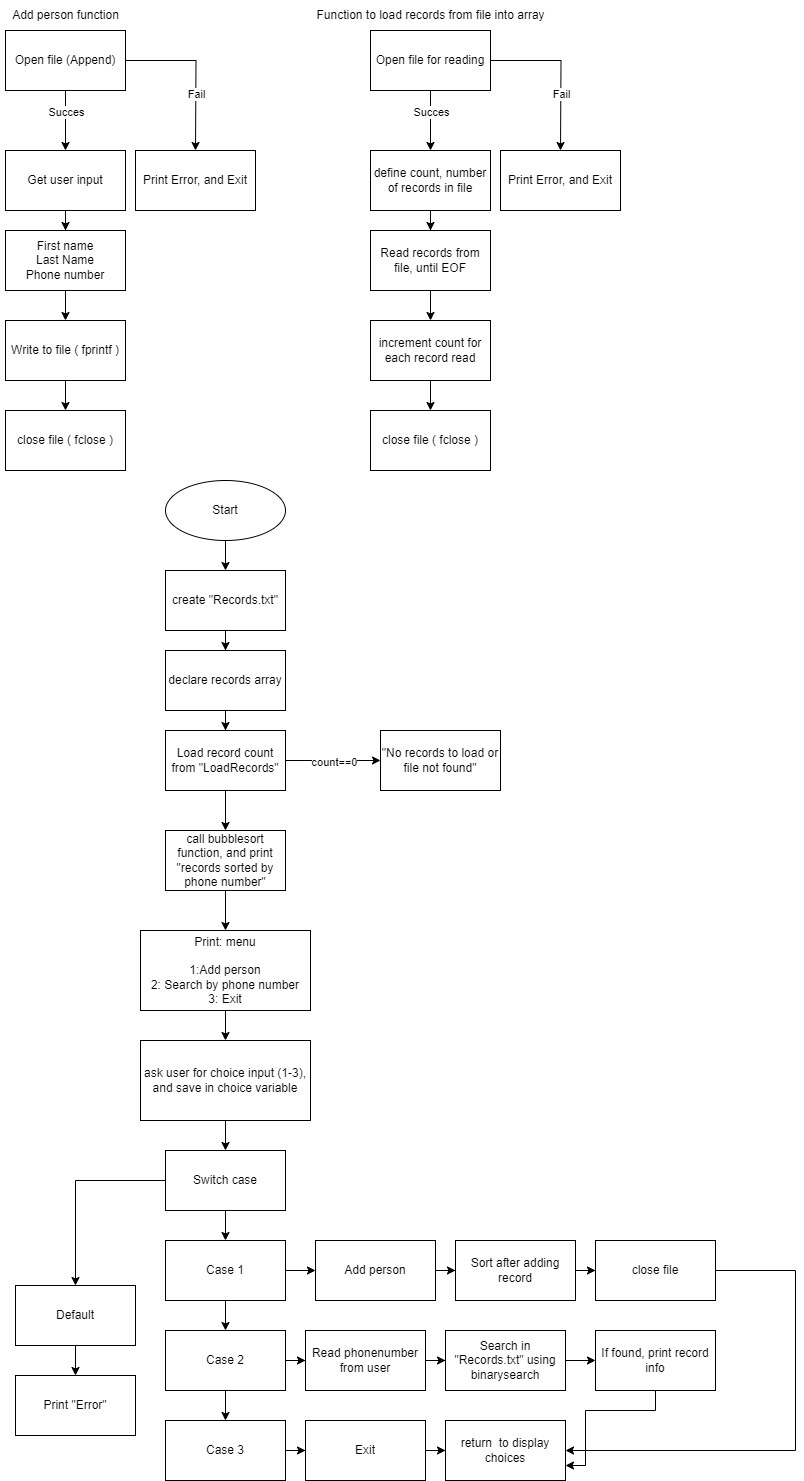 Add person function
Function to load records from file into array
Open file (Append)
Open file for reading
Fail
Fail
Succes
Succes
Get user input
Print Error, and Exit
define count, number
of records in file
Print Error, and Exit
First name
Last Name
Phone number
Read records from
file, until EOF
Write to file ( fprintf )
increment count for
each record read
close file ( fclose )
close file ( fclose )
Start
create "Records.txt"
declare records array
Load record count
from "LoadRecords"
count==0
"No records to load or
file not found"
call bubblesort
function, and print
"records sorted by
phone number"
Print: menu
1:Add person
2: Search by phone number
3: Exit
ask user for choice input (1-3),
and save in choice variable
Switch case
Case 1
Add person
Sort after adding
record
close file
Default
Case 2
Read phonenumber
from user
Search in
"Records.txt" using
binarysearch
If found, print record
info
Print "Error"
Case 3
Exit
return  to display
choices